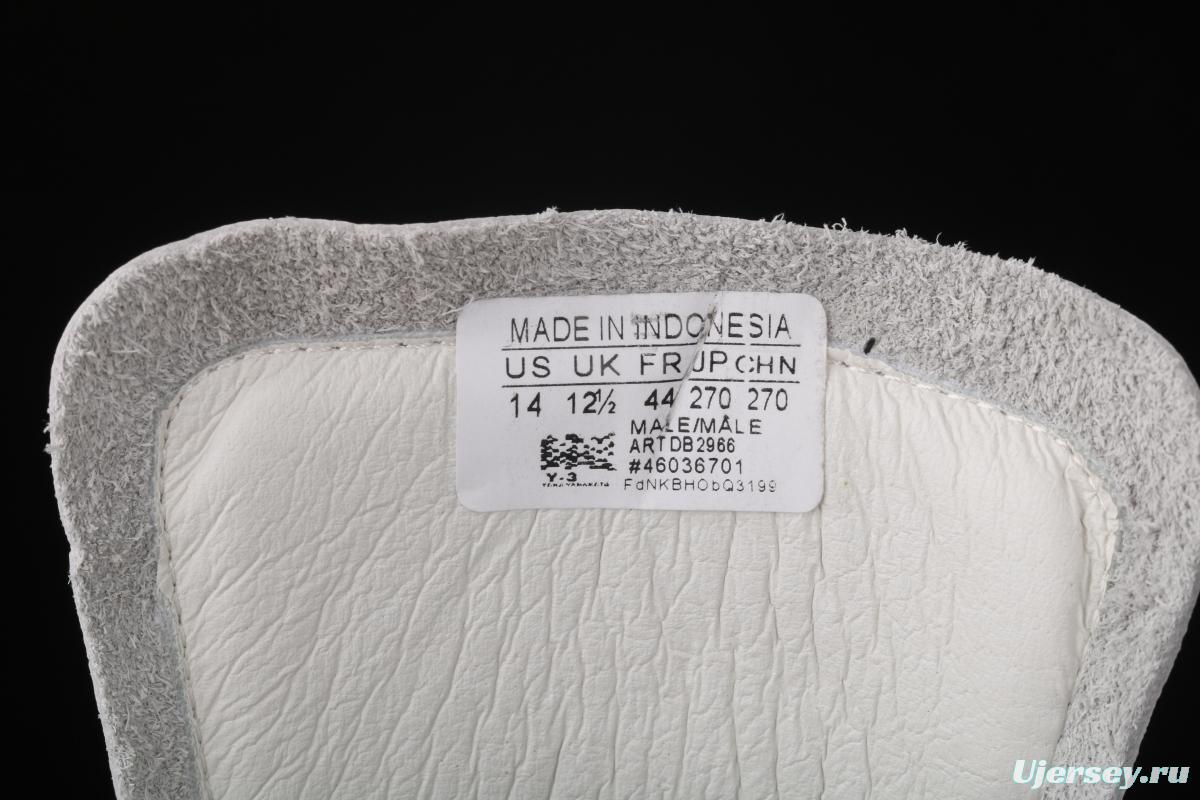 MADE IN INDONESIA
US UK FR JP CHN
14 12½ 44 270 270
MALE/MÂLE
ART DB2966
#46036701
Y-3
FdNKBHObQ3199
Ujersey.ru